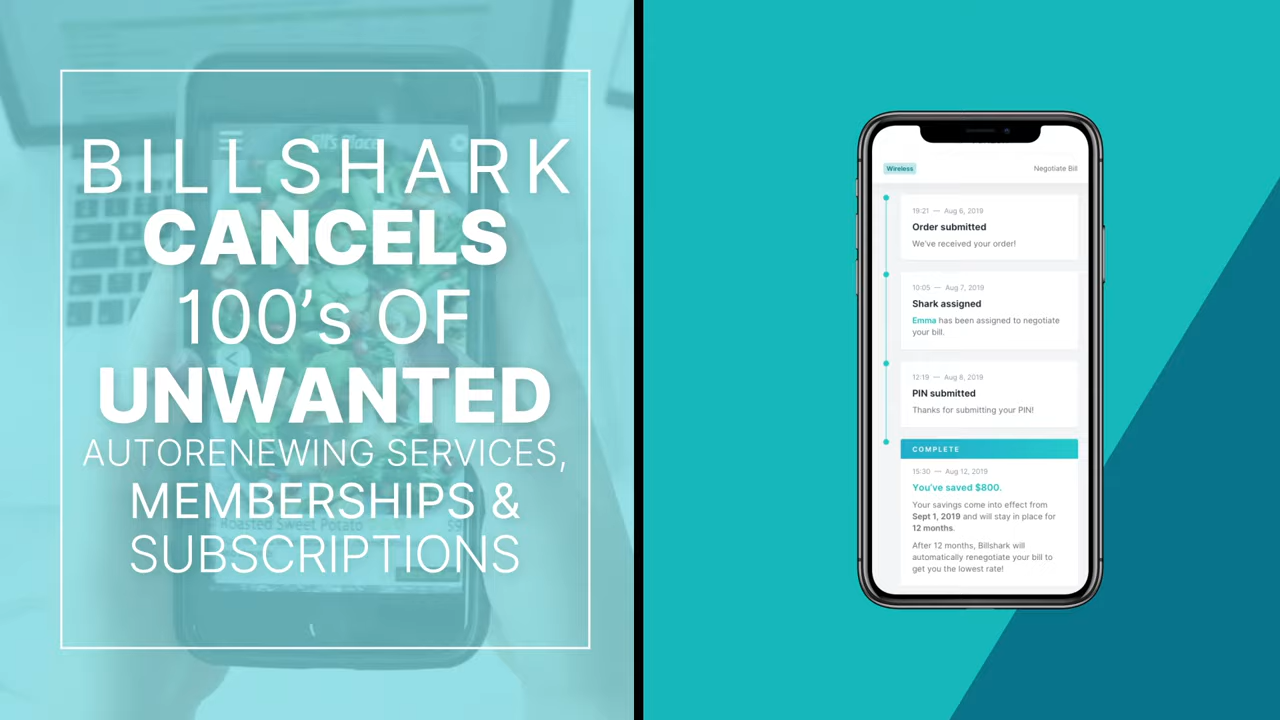 BILLSHARK
CANCELS
100's OF
UNWANTED
AUTORENEWING SERVICES,
MEMBERSHIPS &
SUBSCRIPTIONS
Roasted Sweet Potato
Wireless
Negotiate Bill
19:21 — Aug 6, 2019
Order submitted
We've received your order!
10:05 — Aug 7, 2019
Shark assigned
Emma has been assigned to negotiate
your bill.
12:19 — Aug 8, 2019
PIN submitted
Thanks for submitting your PIN!
COMPLETE
15:30 — Aug 12, 2019
You've saved $800.
Your savings come into effect from
Sept 1, 2019 and will stay in place for
12 months.
After 12 months, Billshark will
automatically renegotiate your bill to
get you the lowest rate!